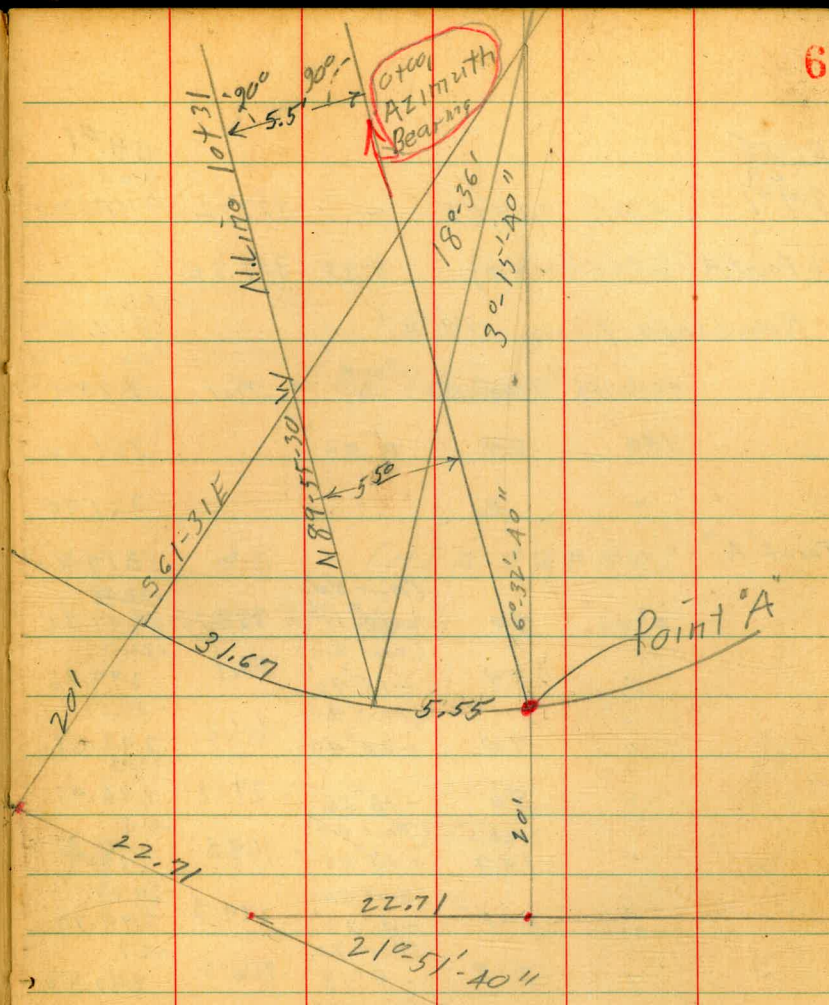 6
0+00
Azimuth
Bearing
90°
90°
5.5
N.Line lot 31
18°-36'
3°-15'-40"
N 89-55-30 W
5.50
S61-31E
6°-32'-40"
Point "A"
31.67
5.55
20'
20'
22.71
22.71
21°-51'-40"